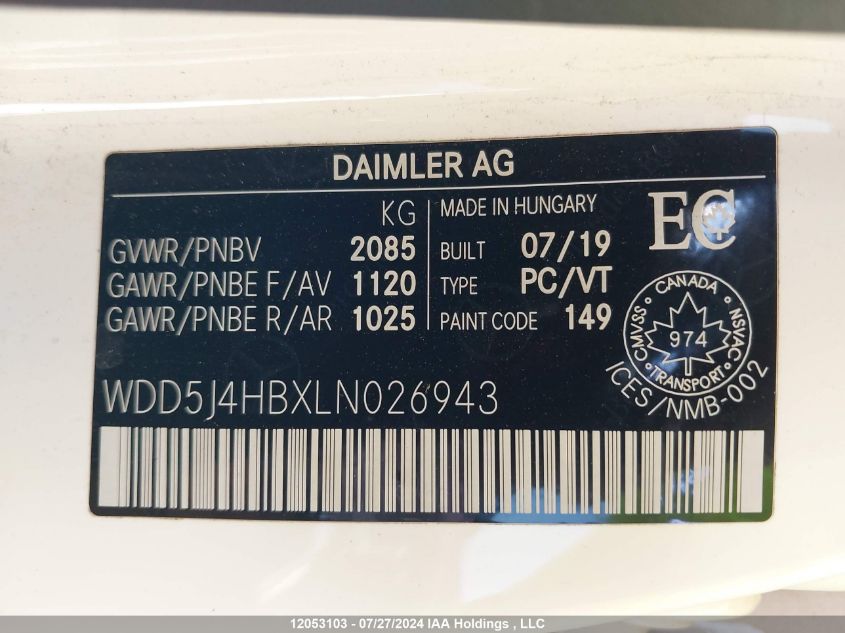 DAIMLER AG
KG
GVWR/PNBV 2085
GAWR/PNBE F/AV 1120
GAWR/PNBE R/AR 1025
MADE IN HUNGARY
BUILT 07/19
TYPE PC/VT
PAINT CODE 149
EC
CANADA
CMVSS 974 NSVAC
TRANSPORT
ICES/NMB-002
WDD5J4HBXLN026943
12053103 - 07/27/2024 IAA Holdings , LLC